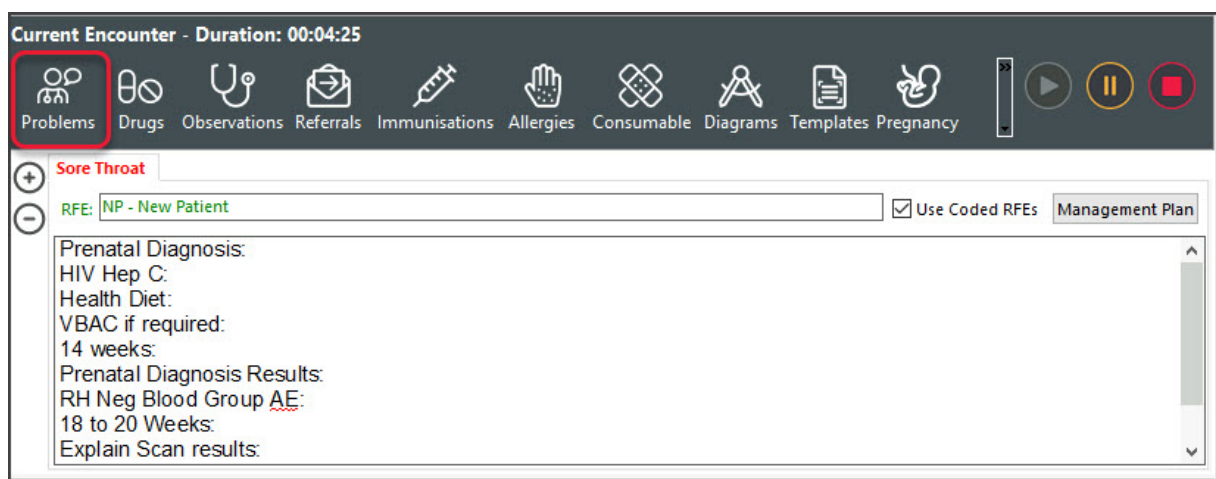 Current Encounter - Duration: 00:04:25
Problems Drugs Observations Referrals Immunisations Allergies Consumable Diagrams Templates Pregnancy
Sore Throat
RFE: NP - New Patient Use Coded RFEs Management Plan
Prenatal Diagnosis:
HIV Hep C:
Health Diet:
VBAC if required:
14 weeks:
Prenatal Diagnosis Results:
RH Neg Blood Group AE:
18 to 20 Weeks:
Explain Scan results: